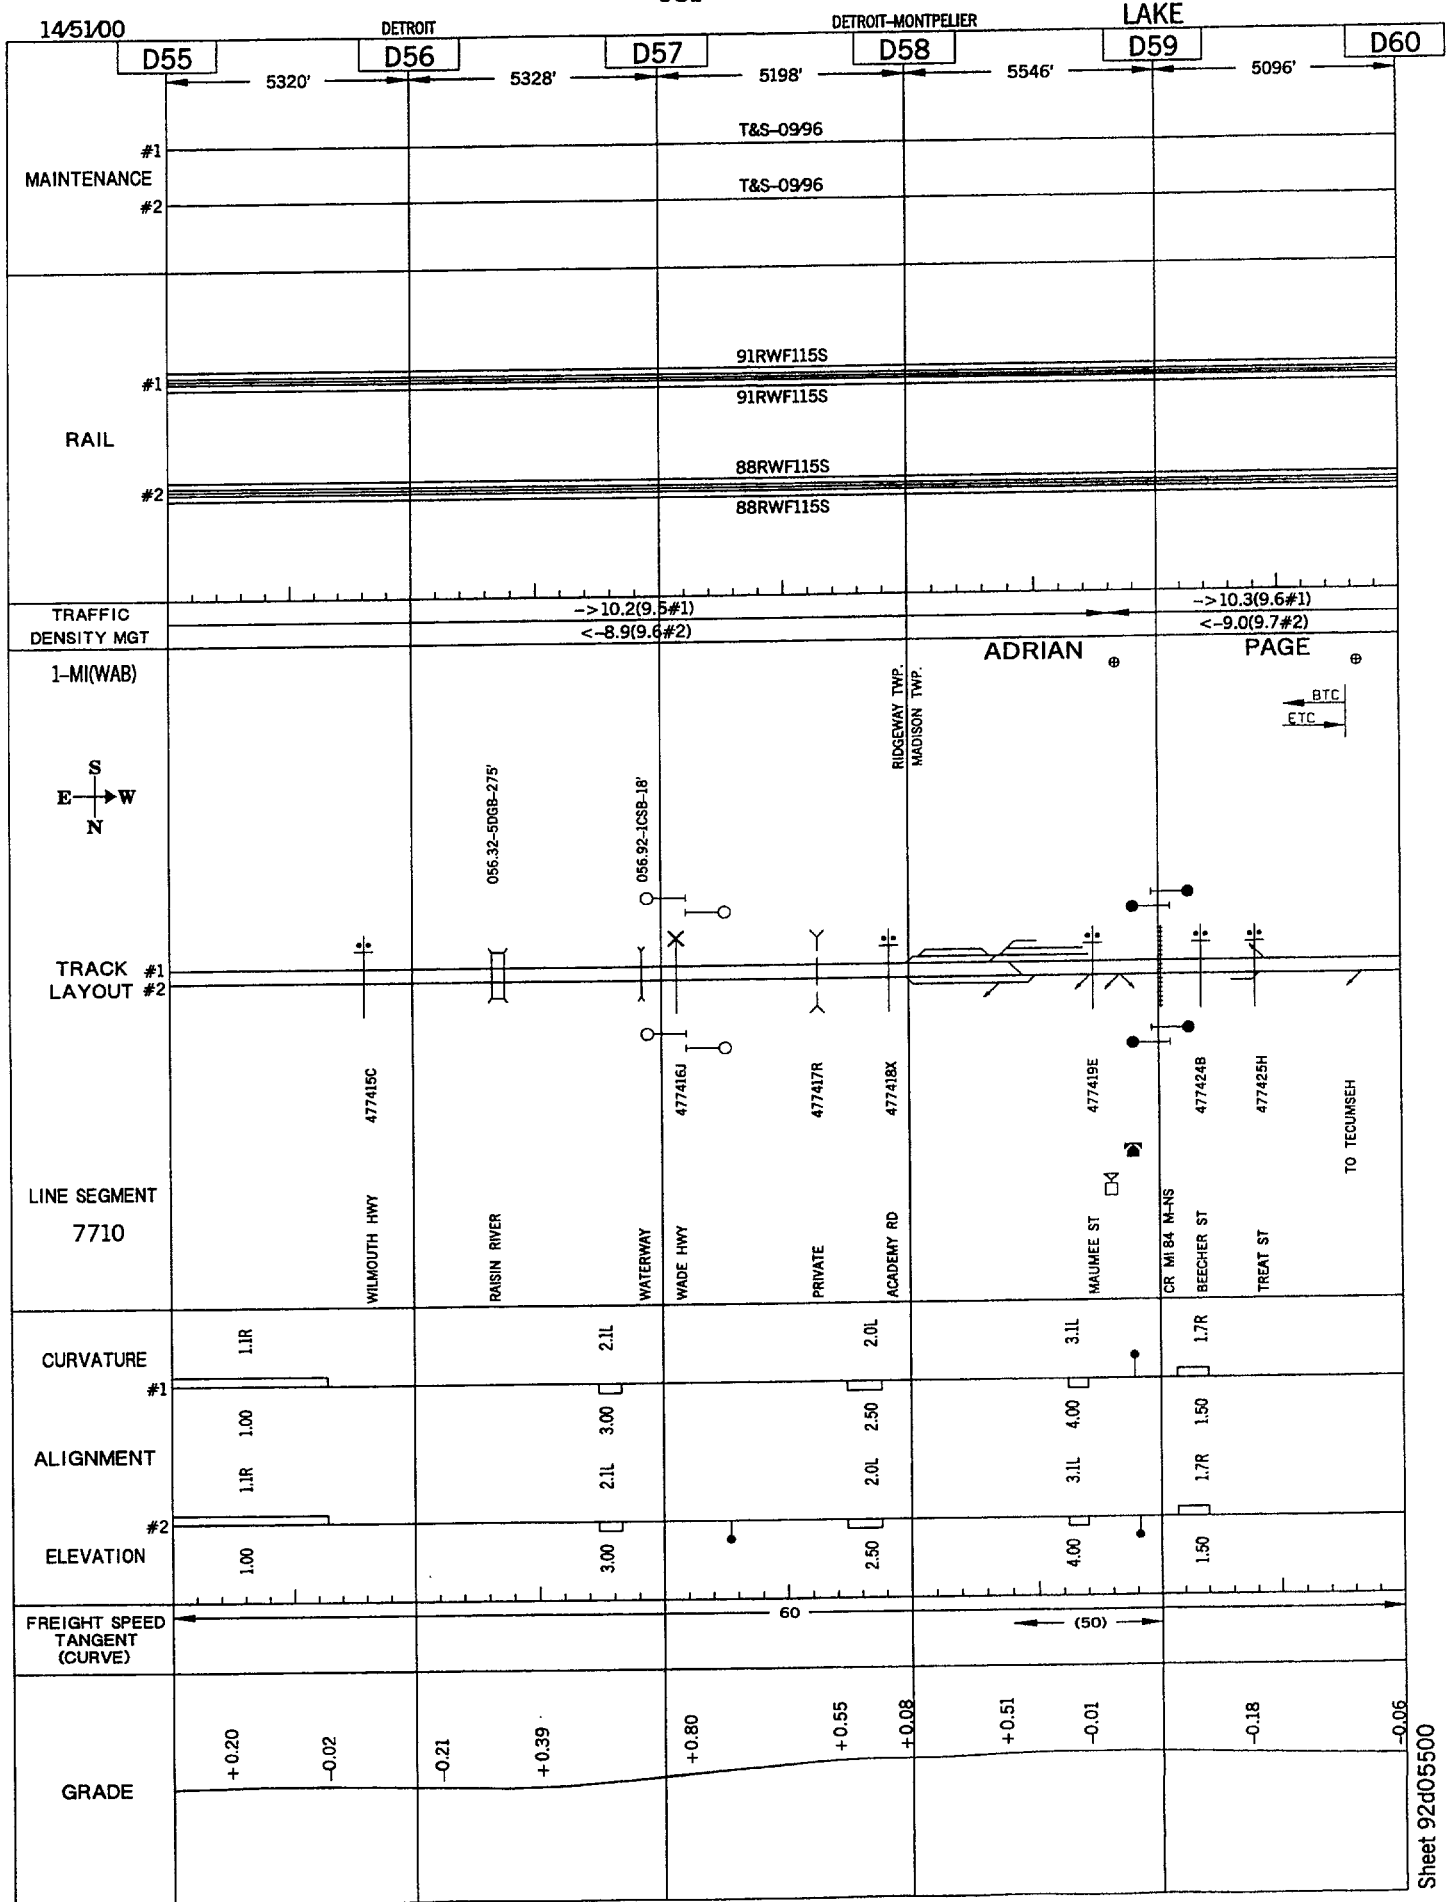 14/51/00
DETROIT
DETROIT-MONTPELIER
LAKE
D55
D56
D57
D58
D59
D60
5320'
5328'
5198'
5546'
5096'
MAINTENANCE
#1
T&S-09/96
#2
T&S-09/96
RAIL
#1
91RWF115S
91RWF115S
#2
88RWF115S
88RWF115S
TRAFFIC
DENSITY MGT
->10.2(9.5#1)
<-8.9(9.6#2)
->10.3(9.6#1)
<-9.0(9.7#2)
1-MI(WAB)
ADRIAN
PAGE
RIDGEWAY TWP.
MADISON TWP.
BTC
ETC
S
E W
N
056.32-5DGB-275'
056.92-1CSB-18'
TRACK #1
LAYOUT #2
477415C
477416J
477417R
477418X
477419E
477424B
477425H
TO TECUMSEH
LINE SEGMENT
7710
WILMOUTH HWY
RAISIN RIVER
WATERWAY
WADE HWY
PRIVATE
ACADEMY RD
MAUMEE ST
CR MI 84 M-NS
BEECHER ST
TREAT ST
CURVATURE
1.1R
2.1L
2.0L
3.1L
1.7R
#1
1.00
3.00
2.50
4.00
1.50
ALIGNMENT
1.1R
2.1L
2.0L
3.1L
1.7R
#2
ELEVATION
1.00
3.00
2.50
4.00
1.50
FREIGHT SPEED
TANGENT
(CURVE)
60
(50)
GRADE
+0.20
-0.02
-0.21
+0.39
+0.80
+0.55
+0.08
+0.51
-0.01
-0.18
-0.06
Sheet 92d05500